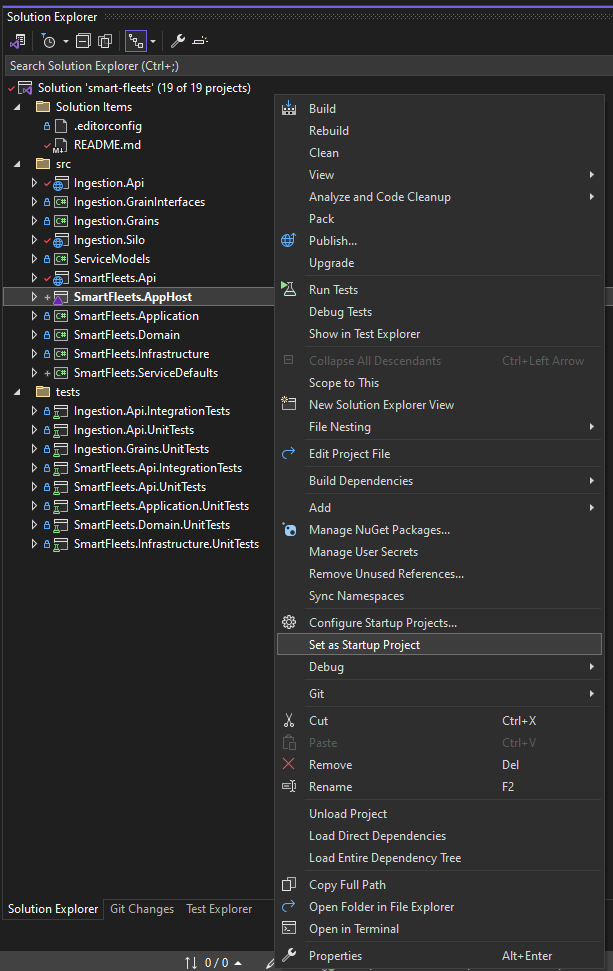 Solution Explorer
Search Solution Explorer (Ctrl+;)
Solution 'smart-fleets' (19 of 19 projects)
Solution Items
.editorconfig
README.md
src
Ingestion.Api
Ingestion.GrainInterfaces
Ingestion.Grains
Ingestion.Silo
ServiceModels
SmartFleets.Api
SmartFleets.AppHost
SmartFleets.Application
SmartFleets.Domain
SmartFleets.Infrastructure
SmartFleets.ServiceDefaults
tests
Ingestion.Api.IntegrationTests
Ingestion.Api.UnitTests
Ingestion.Grains.UnitTests
SmartFleets.Api.IntegrationTests
SmartFleets.Api.UnitTests
SmartFleets.Application.UnitTests
SmartFleets.Domain.UnitTests
SmartFleets.Infrastructure.UnitTests
Build
Rebuild
Clean
View
Analyze and Code Cleanup
Pack
Publish...
Upgrade
Run Tests
Debug Tests
Show in Test Explorer
Collapse All Descendants Ctrl+Left Arrow
Scope to This
New Solution Explorer View
File Nesting
Edit Project File
Build Dependencies
Add
Manage NuGet Packages...
Manage User Secrets
Remove Unused References...
Sync Namespaces
Configure Startup Projects...
Set as Startup Project
Debug
Git
Cut Ctrl+X
Paste Ctrl+V
Remove Del
Rename F2
Unload Project
Load Direct Dependencies
Load Entire Dependency Tree
Copy Full Path
Open Folder in File Explorer
Open in Terminal
Properties Alt+Enter
Solution Explorer Git Changes Test Explorer
0 / 0